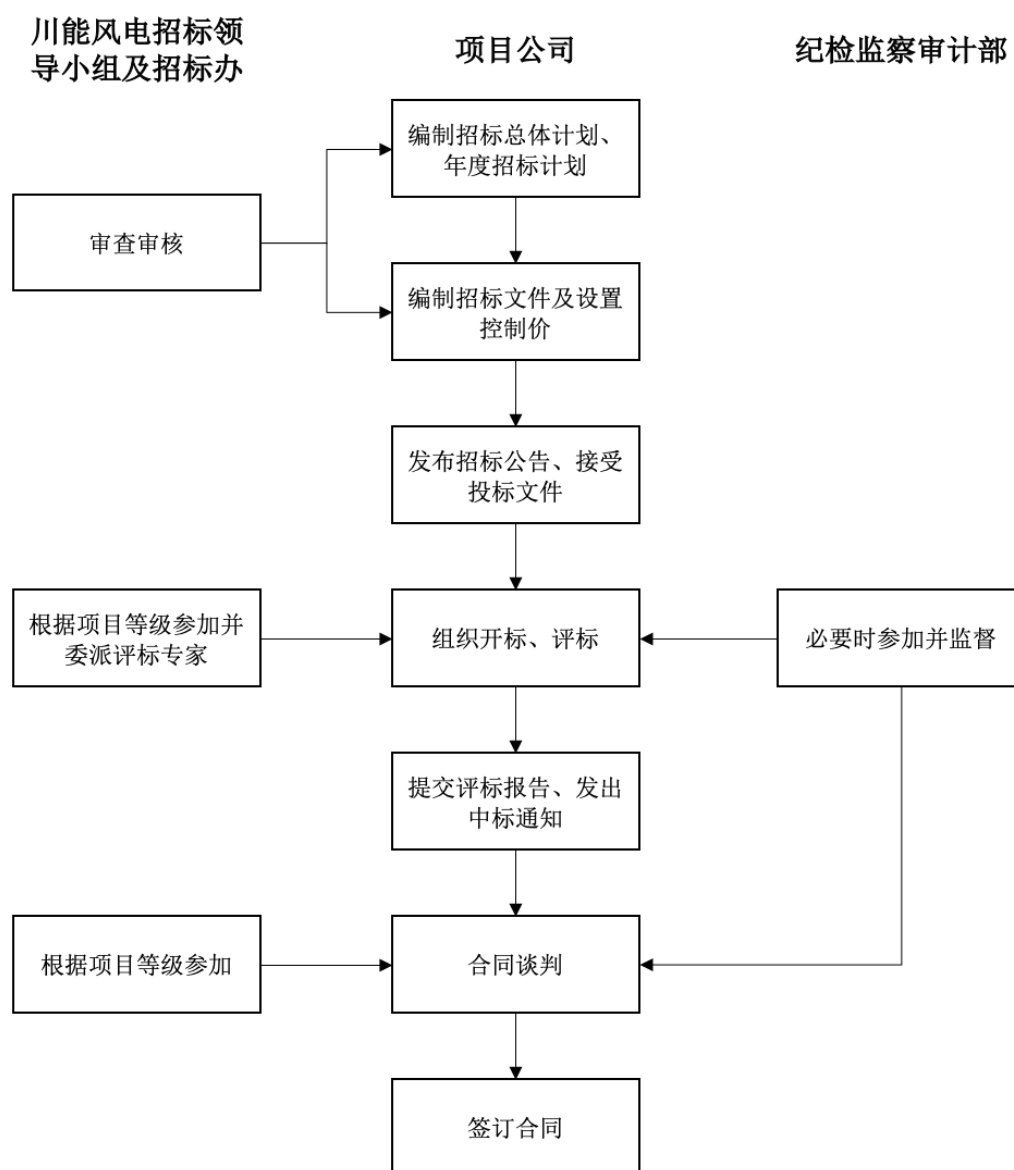 川能风电招标领
导小组及招标办
项目公司
纪检监察审计部
编制招标总体计划、
年度招标计划
审查审核
编制招标文件及设置
控制价
发布招标公告、接受
投标文件
根据项目等级参加并
委派评标专家
组织开标、评标
必要时参加并监督
提交评标报告、发出
中标通知
根据项目等级参加
合同谈判
签订合同